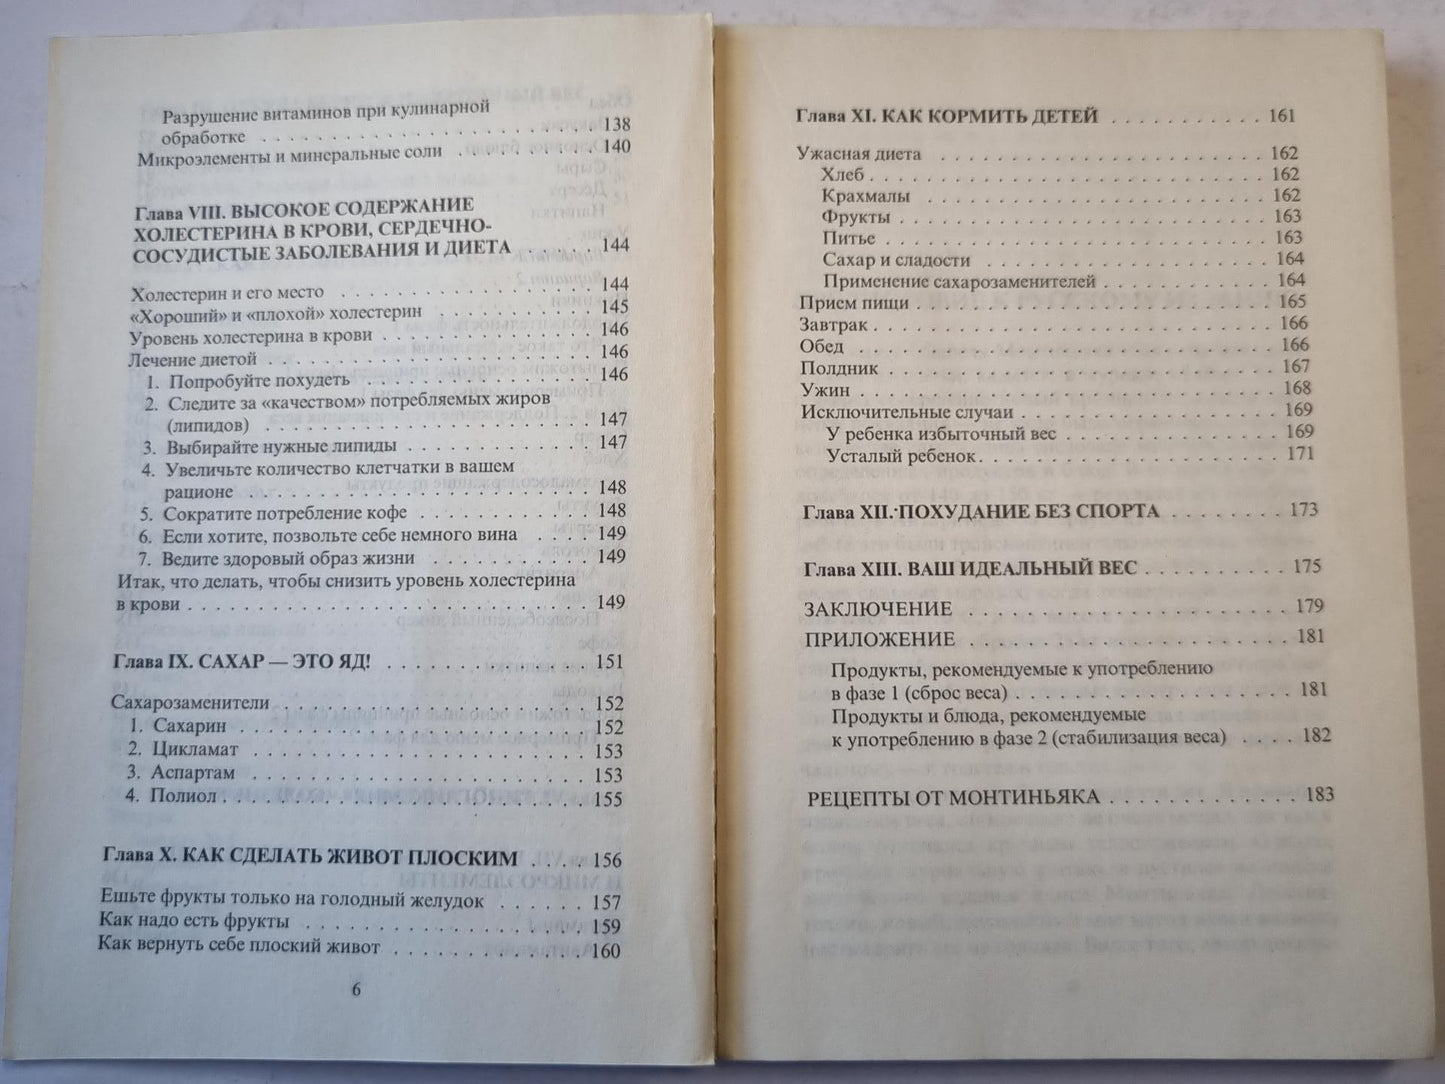 Разрушение витаминов при кулинарной
обработке . . . . . . . . . . . . . . . . . . . . . . 138
Микроэлементы и минеральные соли . . . . . . . . . . 140
Глава VIII. ВЫСОКОЕ СОДЕРЖАНИЕ
ХОЛЕСТЕРИНА В КРОВИ, СЕРДЕЧНО-
СОСУДИСТЫЕ ЗАБОЛЕВАНИЯ И ДИЕТА . . . . . 144
Холестерин и его место . . . . . . . . . . . . . . . . . 144
«Хороший» и «плохой» холестерин . . . . . . . . . . . 145
Уровень холестерина в крови . . . . . . . . . . . . . . 146
Лечение диетой . . . . . . . . . . . . . . . . . . . . . 146
1. Попробуйте похудеть . . . . . . . . . . . . . . . 146
2. Следите за «качеством» потребляемых жиров
(липидов) . . . . . . . . . . . . . . . . . . . . . 147
3. Выбирайте нужные липиды . . . . . . . . . . . . 147
4. Увеличьте количество клетчатки в вашем
рационе . . . . . . . . . . . . . . . . . . . . . . 148
5. Сократите потребление кофе . . . . . . . . . . . 148
6. Если хотите, позвольте себе немного вина . . . . 149
7. Ведите здоровый образ жизни . . . . . . . . . . 149
Итак, что делать, чтобы снизить уровень холестерина
в крови . . . . . . . . . . . . . . . . . . . . . . . . . 149
Глава IX. САХАР — ЭТО ЯД! . . . . . . . . . . . . . 151
Сахарозаменители . . . . . . . . . . . . . . . . . . . 152
1. Сахарин . . . . . . . . . . . . . . . . . . . . . . 152
2. Цикламат . . . . . . . . . . . . . . . . . . . . . 153
3. Аспартам . . . . . . . . . . . . . . . . . . . . . 153
4. Полиол . . . . . . . . . . . . . . . . . . . . . . . 155
Глава X. КАК СДЕЛАТЬ ЖИВОТ ПЛОСКИМ . . . . 156
Ешьте фрукты только на голодный желудок . . . . . . 157
Как надо есть фрукты . . . . . . . . . . . . . . . . . . 159
Как вернуть себе плоский живот . . . . . . . . . . . . . 160
6
Глава XI. КАК КОРМИТЬ ДЕТЕЙ . . . . . . . . . . . 161
Ужасная диета . . . . . . . . . . . . . . . . . . . . . 162
Хлеб . . . . . . . . . . . . . . . . . . . . . . . . . 162
Крахмалы . . . . . . . . . . . . . . . . . . . . . . 162
Фрукты . . . . . . . . . . . . . . . . . . . . . . . 163
Питье . . . . . . . . . . . . . . . . . . . . . . . . 163
Сахар и сладости . . . . . . . . . . . . . . . . . . 164
Применение сахарозаменителей . . . . . . . . . . 164
Прием пищи . . . . . . . . . . . . . . . . . . . . . . . 165
Завтрак . . . . . . . . . . . . . . . . . . . . . . . . . 166
Обед . . . . . . . . . . . . . . . . . . . . . . . . . . 166
Полдник . . . . . . . . . . . . . . . . . . . . . . . . 167
Ужин . . . . . . . . . . . . . . . . . . . . . . . . . . 168
Исключительные случаи . . . . . . . . . . . . . . . . 169
У ребенка избыточный вес . . . . . . . . . . . . . 169
Усталый ребенок . . . . . . . . . . . . . . . . . . . 171
Глава XII. ПОХУДАНИЕ БЕЗ СПОРТА . . . . . . . . 173
Глава XIII. ВАШ ИДЕАЛЬНЫЙ ВЕС . . . . . . . . . . 175
ЗАКЛЮЧЕНИЕ . . . . . . . . . . . . . . . . . . . . . 179
ПРИЛОЖЕНИЕ . . . . . . . . . . . . . . . . . . . . . 181
Продукты, рекомендуемые к употреблению
в фазе 1 (сброс веса) . . . . . . . . . . . . . . . . . . 181
Продукты и блюда, рекомендуемые
к употреблению в фазе 2 (стабилизация веса) . . . . 182
РЕЦЕПТЫ ОТ МОНТИНЬЯКА . . . . . . . . . . . . . 183